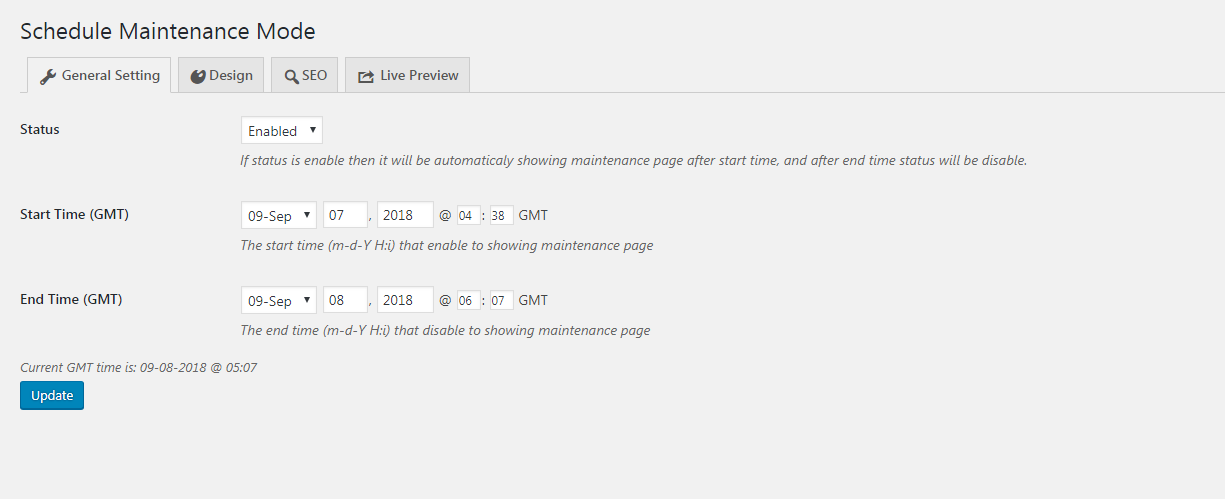 Schedule Maintenance Mode
General Setting Design SEO Live Preview
Status Enabled
If status is enable then it will be automaticaly showing maintenance page after start time, and after end time status will be disable.
Start Time (GMT) 09-Sep 07, 2018 @ 04: 38 GMT
The start time (m-d-Y H:i) that enable to showing maintenance page
End Time (GMT) 09-Sep 08, 2018 @ 06: 07 GMT
The end time (m-d-Y H:i) that disable to showing maintenance page
Current GMT time is: 09-08-2018 @ 05:07
Update